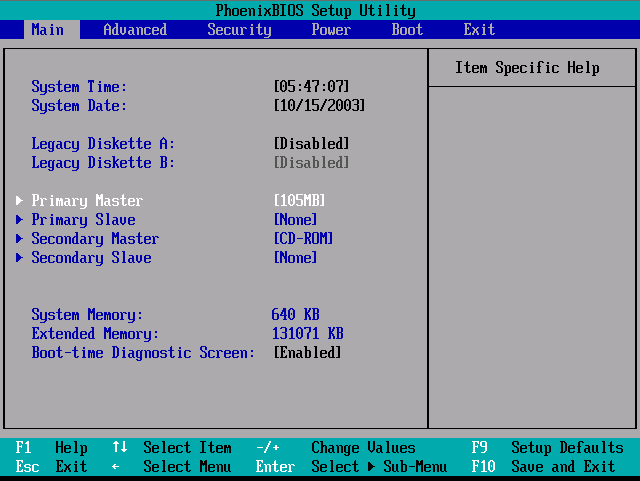 PhoenixBIOS Setup Utility
Main Advanced Security Power Boot Exit
Item Specific Help
System Time: [05:47:07]
System Date: [10/15/2003]
Legacy Diskette A: [Disabled]
Legacy Diskette B: [Disabled]
▶ Primary Master [105MB]
▶ Primary Slave [None]
▶ Secondary Master [CD-ROM]
▶ Secondary Slave [None]
System Memory: 640 KB
Extended Memory: 131071 KB
Boot-time Diagnostic Screen: [Enabled]
F1 Help ↑↓ Select Item -/+ Change Values F9 Setup Defaults
Esc Exit ← Select Menu Enter Select ▶ Sub-Menu F10 Save and Exit